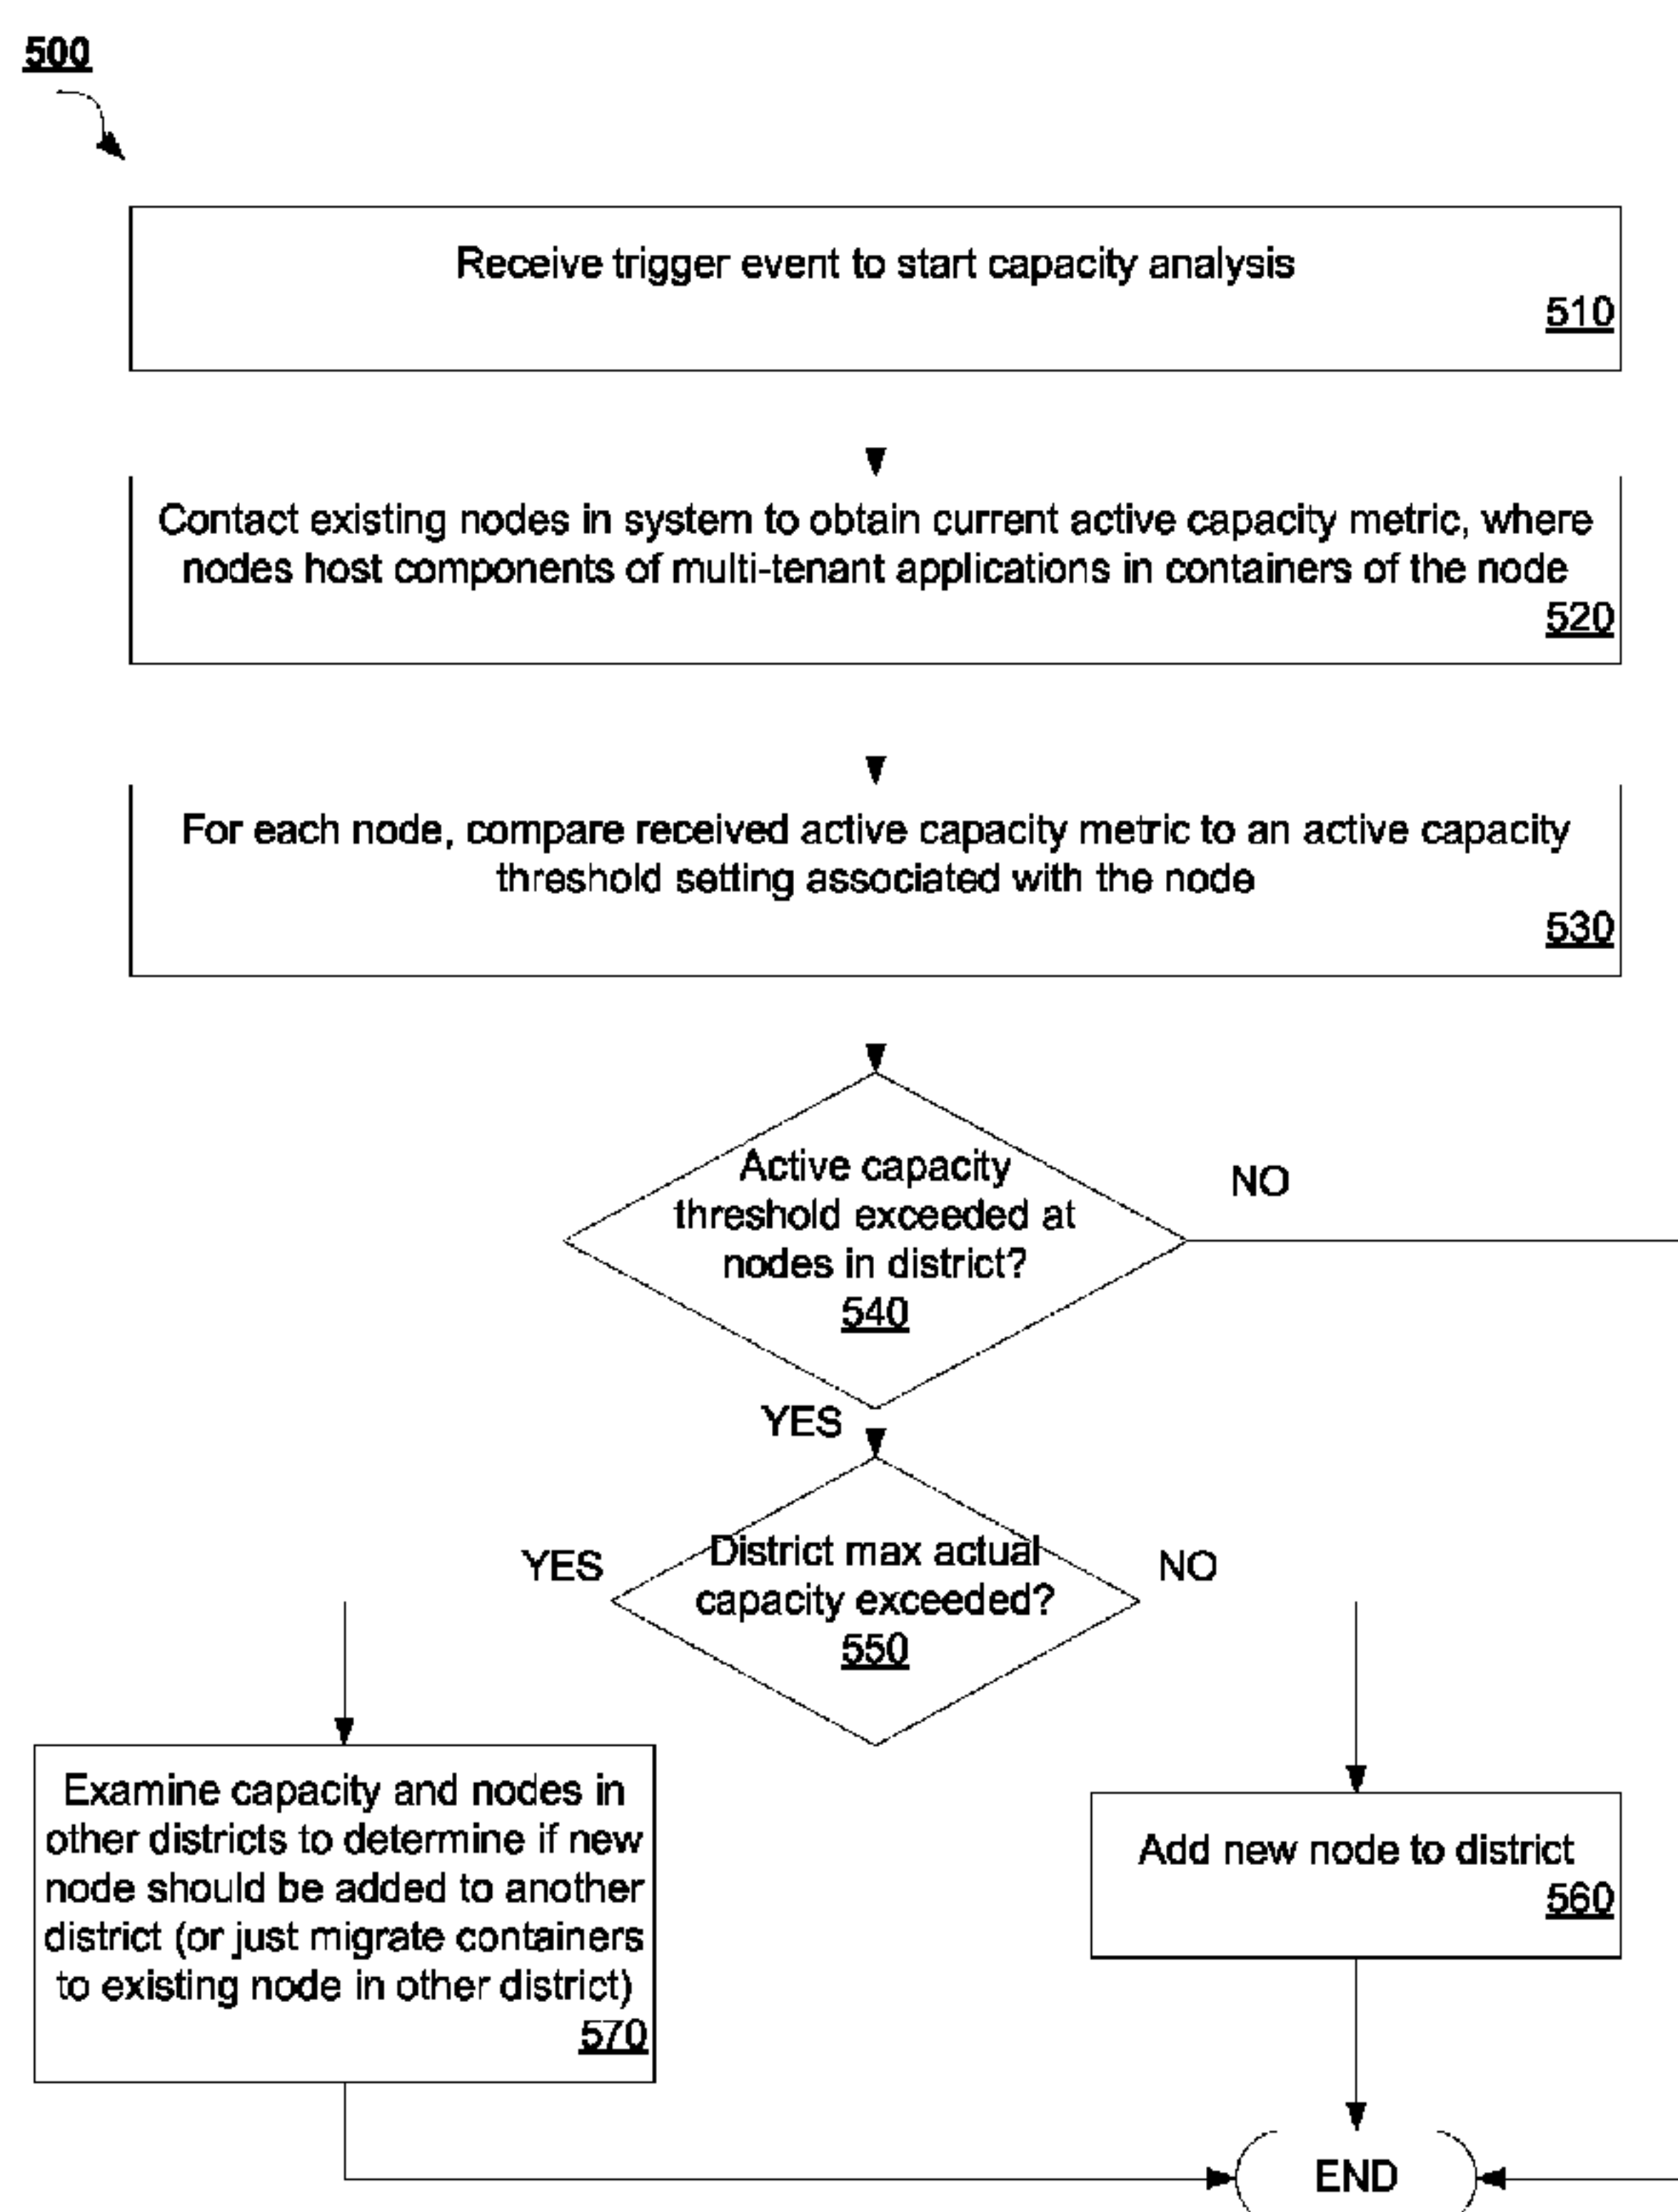 500
Receive trigger event to start capacity analysis
510
Contact existing nodes in system to obtain current active capacity metric, where
nodes host components of multi-tenant applications in containers of the node
520
For each node, compare received active capacity metric to an active capacity
threshold setting associated with the node
530
Active capacity
threshold exceeded at
nodes in district?
540
NO
YES
District max actual
capacity exceeded?
550
YES
NO
Examine capacity and nodes in
other districts to determine if new
node should be added to another
district (or just migrate containers
to existing node in other district)
570
Add new node to district
560
END